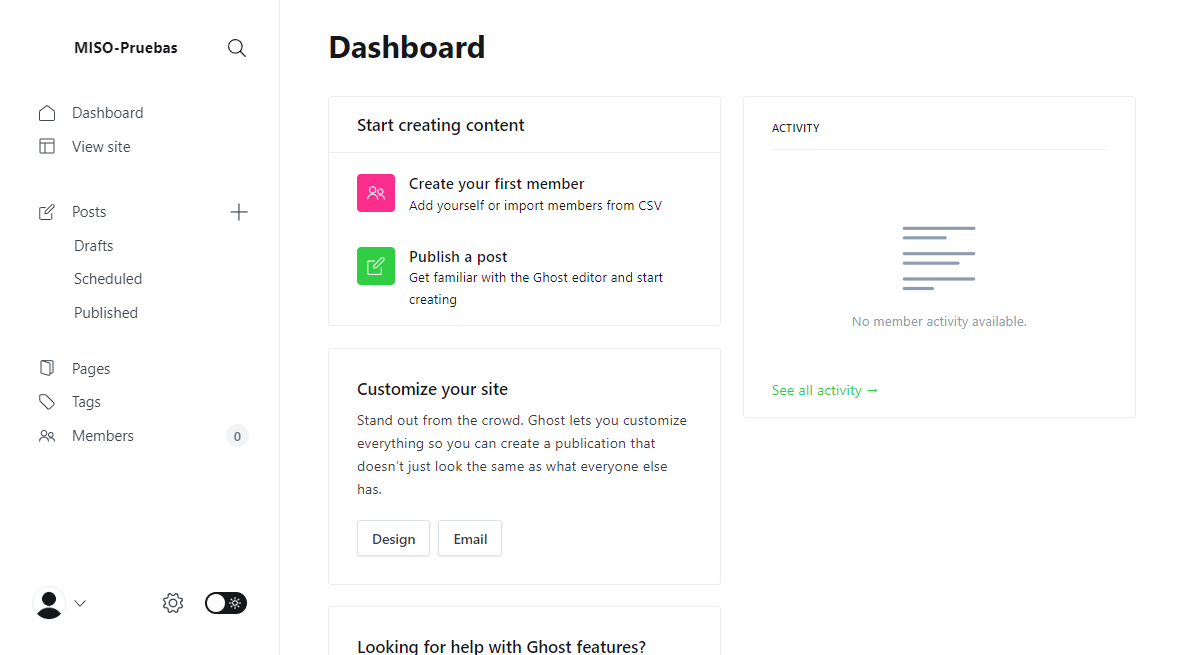 MISO-Pruebas
Dashboard
View site
Posts
Drafts
Scheduled
Published
Pages
Tags
Members
0
Dashboard
Start creating content
Create your first member
Add yourself or import members from CSV
Publish a post
Get familiar with the Ghost editor and start
creating
Customize your site
Stand out from the crowd. Ghost lets you customize
everything so you can create a publication that
doesn’t just look the same as what everyone else
has.
Design
Email
Looking for help with Ghost features?
ACTIVITY
No member activity available.
See all activity →